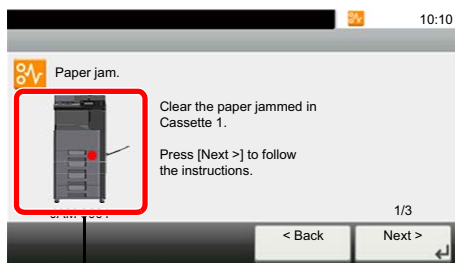 10:10
Paper jam.
Clear the paper jammed in
Cassette 1.
Press [Next >] to follow
the instructions.
1/3
< Back
Next >